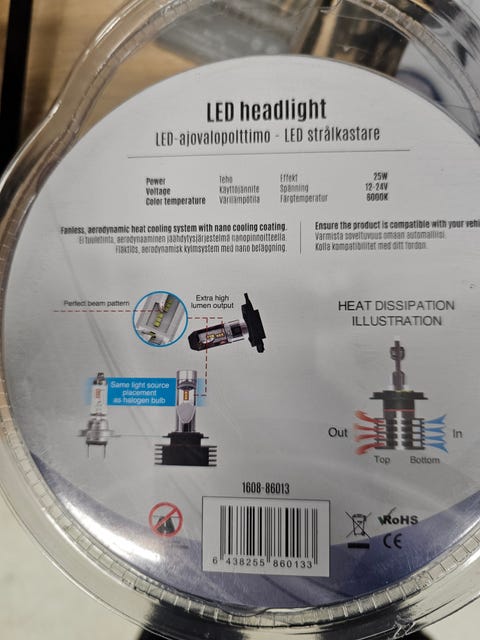 LED headlight
LED-ajovalopolttimo - LED strålkastare
Power Teho Effekt 25W
Voltage Käyttöjännite Spänning 12-24V
Color temperature Värilämpötila Färgtemperatur 6000K
Fanless, aerodynamic heat cooling system with nano cooling coating.
Ei tuuletinta, aerodynaaminen jäähdytysjärjestelmä nanopinnoitteella.
Fläktlös, aerodynamisk kylsystem med nano beläggning.
Ensure the product is compatible with your vehi
Varmista soveltuvuus omaan automalliisi.
Kolla kompatibilitet med ditt fordon.
Perfect beam pattern
Extra high
lumen output
HEAT DISSIPATION
ILLUSTRATION
Same light source
placement
as halogen bulb
Out
In
Top
Bottom
1608-86013
RoHS
CE
6 438255 860133